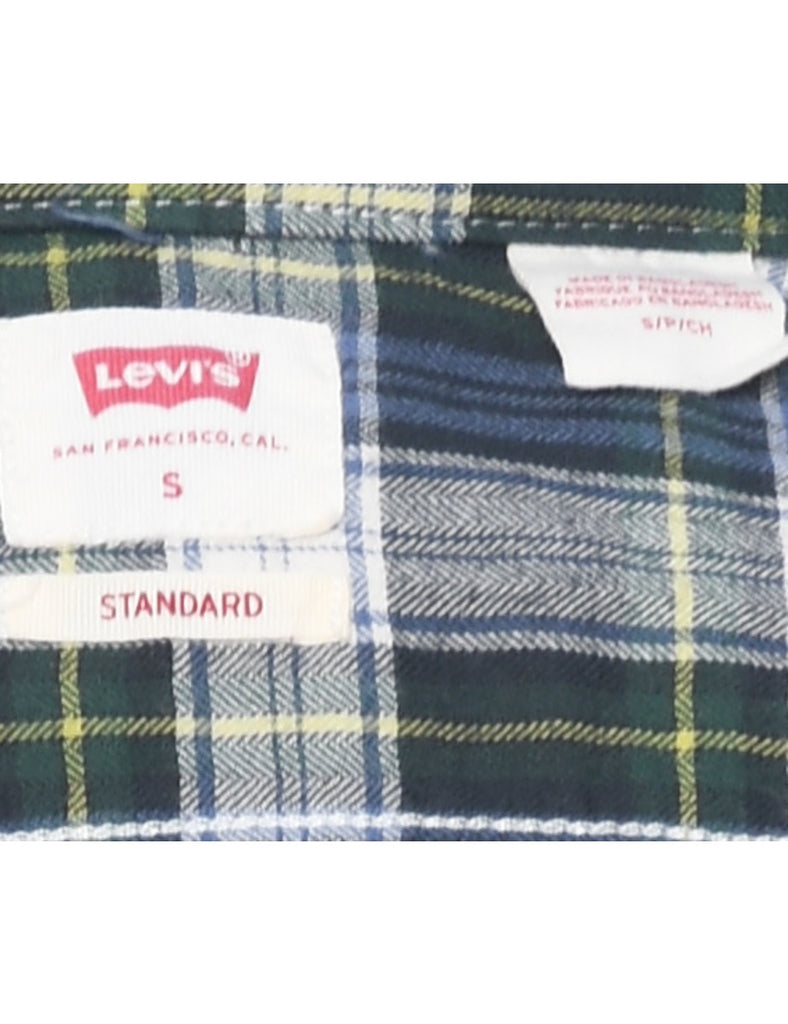 LEVI'S
SAN FRANCISCO, CAL.
S
STANDARD
MADE IN BANGLADESH
FABRIQUE AU BANGLADESH
FABRICADO EN BANGLADESH
S/P/CH